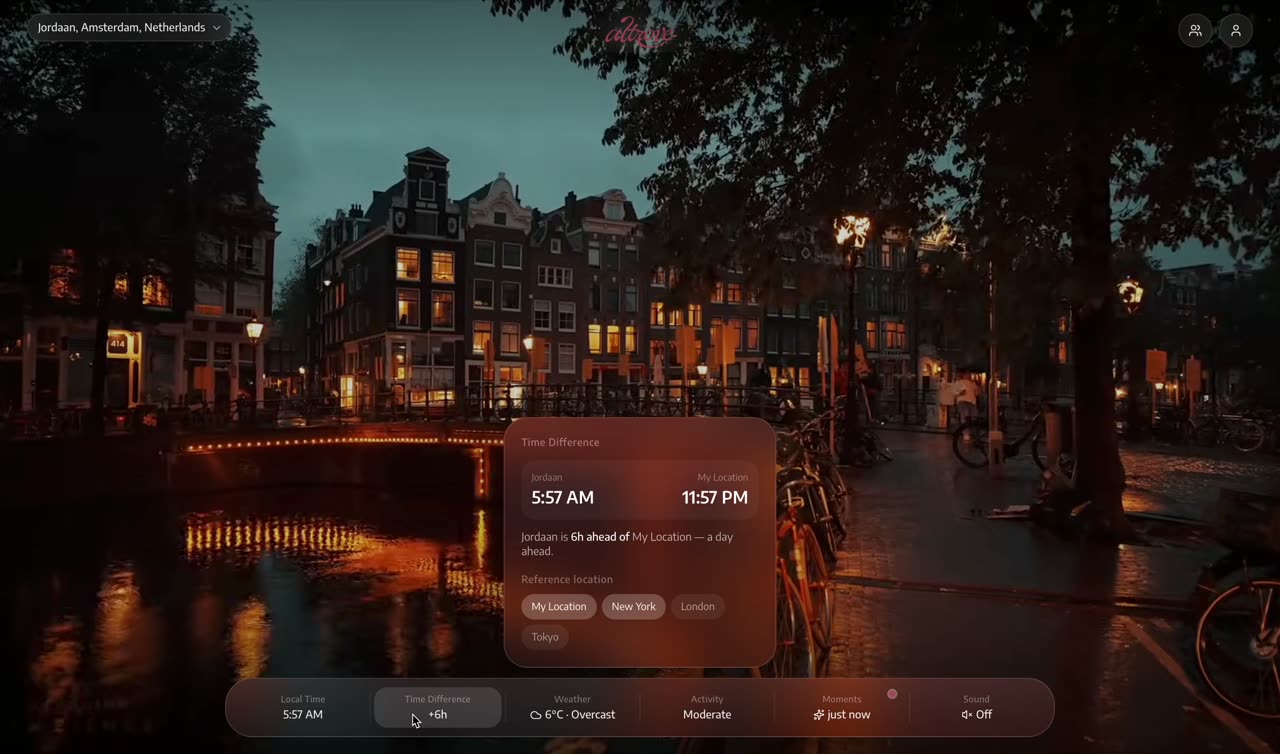 Jordaan, Amsterdam, Netherlands
414
Time Difference
Jordaan
My Location
5:57 AM
11:57 PM
Jordaan is 6h ahead of My Location — a day
ahead.
Reference location
My Location
New York
London
Tokyo
Local Time
5:57 AM
Time Difference
+6h
Weather
6°C · Overcast
Activity
Moderate
Moments
just now
Sound
Off